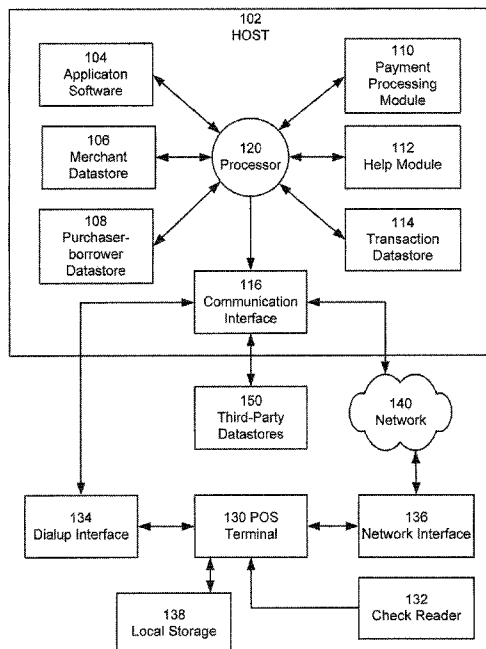 102
HOST
104
Applicaton
Software
110
Payment
Processing
Module
106
Merchant
Datastore
120
Processor
112
Help Module
108
Purchaser-
borrower
Datastore
114
Transaction
Datastore
116
Communication
Interface
150
Third-Party
Datastores
140
Network
134
Dialup Interface
130 POS
Terminal
136
Network Interface
138
Local Storage
132
Check Reader